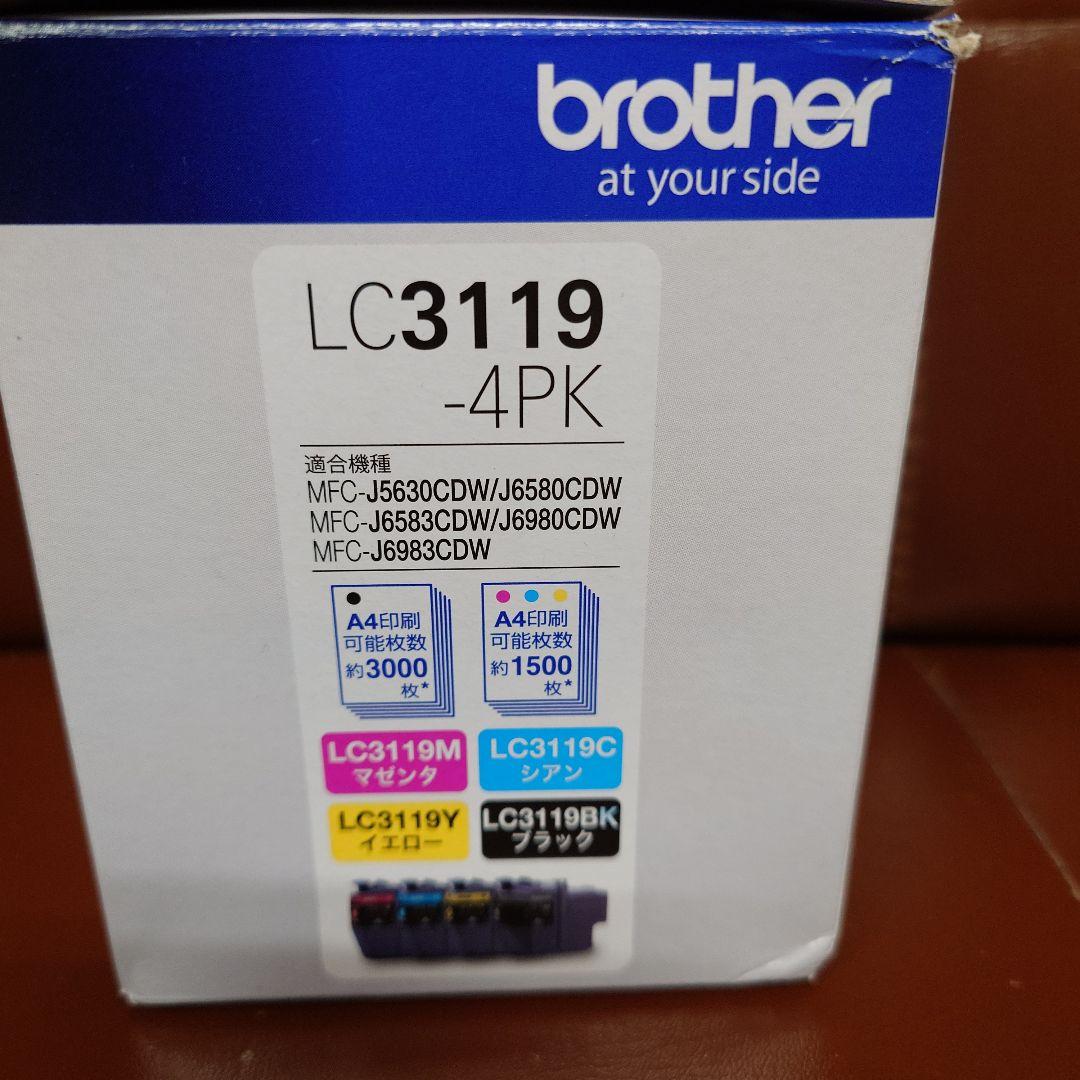 brother
at your side
LC3119
-4PK
適合機種
MFC-J5630CDW/J6580CDW
MFC-J6583CDW/J6980CDW
MFC-J6983CDW
A4印刷
可能枚数
約3000
枚*
A4印刷
可能枚数
約1500
枚*
LC3119M
マゼンタ
LC3119C
シアン
LC3119Y
イエロー
LC3119BK
ブラック